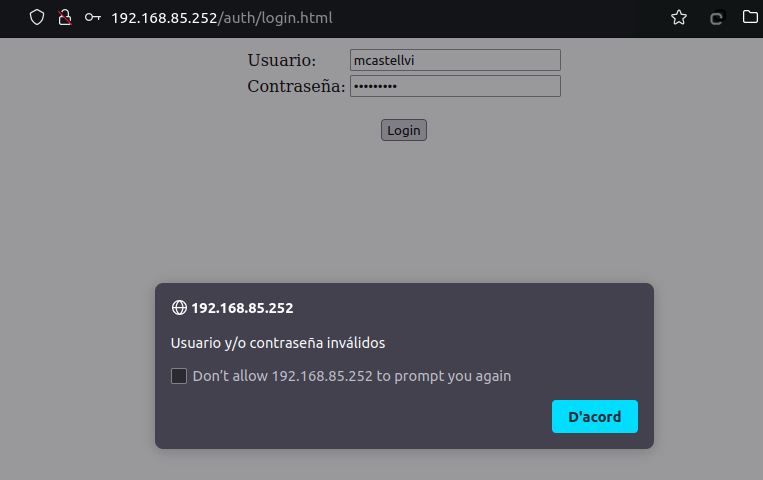 192.168.85.252/auth/login.html
Usuario: mcastellvi
Contraseña: •••••••••
Login
192.168.85.252
Usuario y/o contraseña inválidos
Don't allow 192.168.85.252 to prompt you again
D'acord